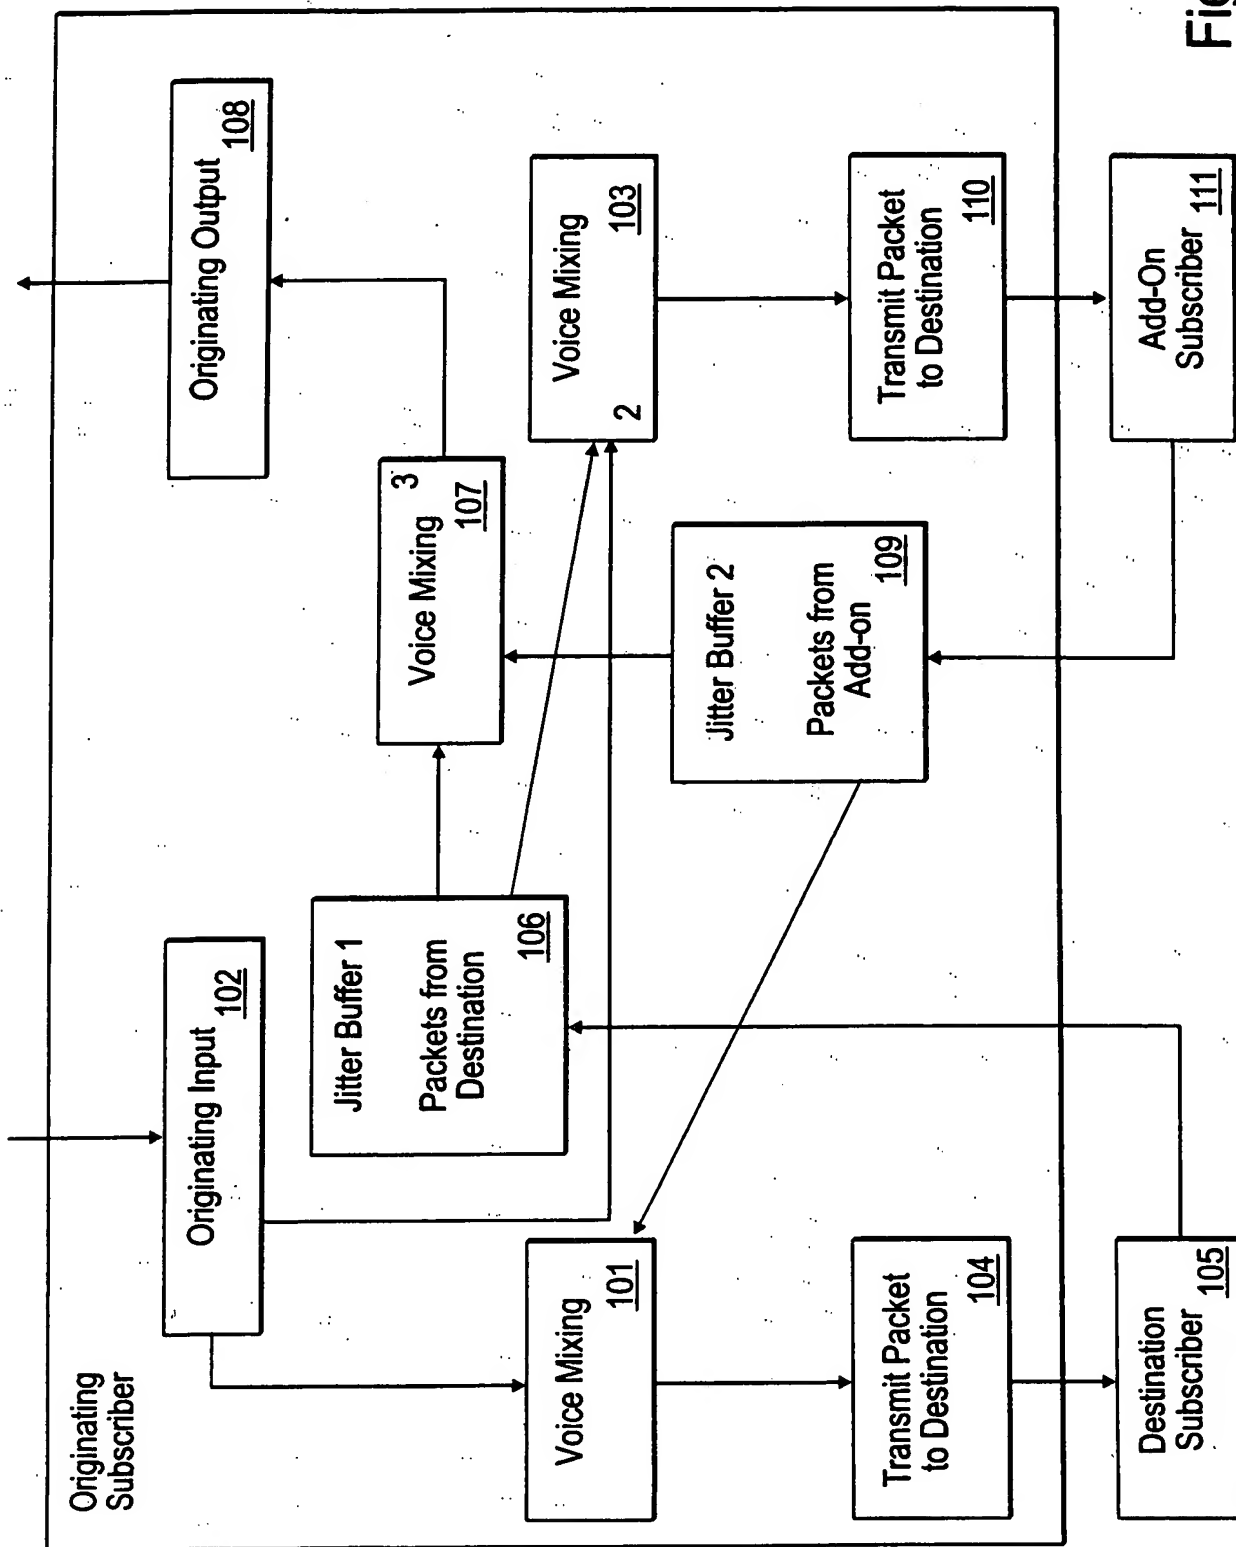 Originating
Subscriber
Originating Input
102
Originating Output
108
Jitter Buffer 1
Packets from
Destination
106
Voice Mixing
3
107
Voice Mixing
101
Voice Mixing
2
103
Jitter Buffer 2
Packets from
Add-on
109
Transmit Packet
to Destination
104
Transmit Packet
to Destination
110
Destination
Subscriber
105
Add-On
Subscriber
111
Fig